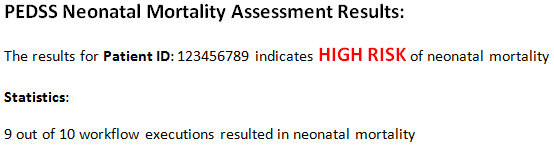 PEDSS Neonatal Mortality Assessment Results:
The results for Patient ID: 123456789 indicates HIGH RISK of neonatal mortality
Statistics:
9 out of 10 workflow executions resulted in neonatal mortality